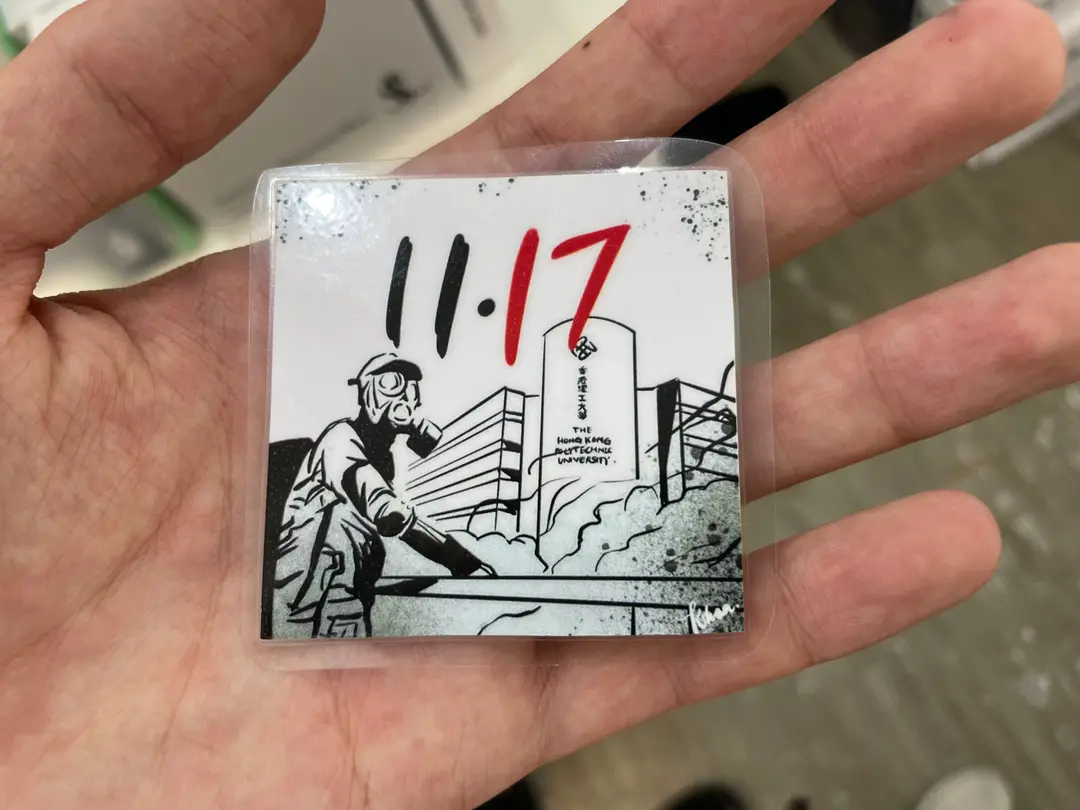 11.17
香港理工大學
THE
HONG KONG
POLYTECHNIC
UNIVERSITY.